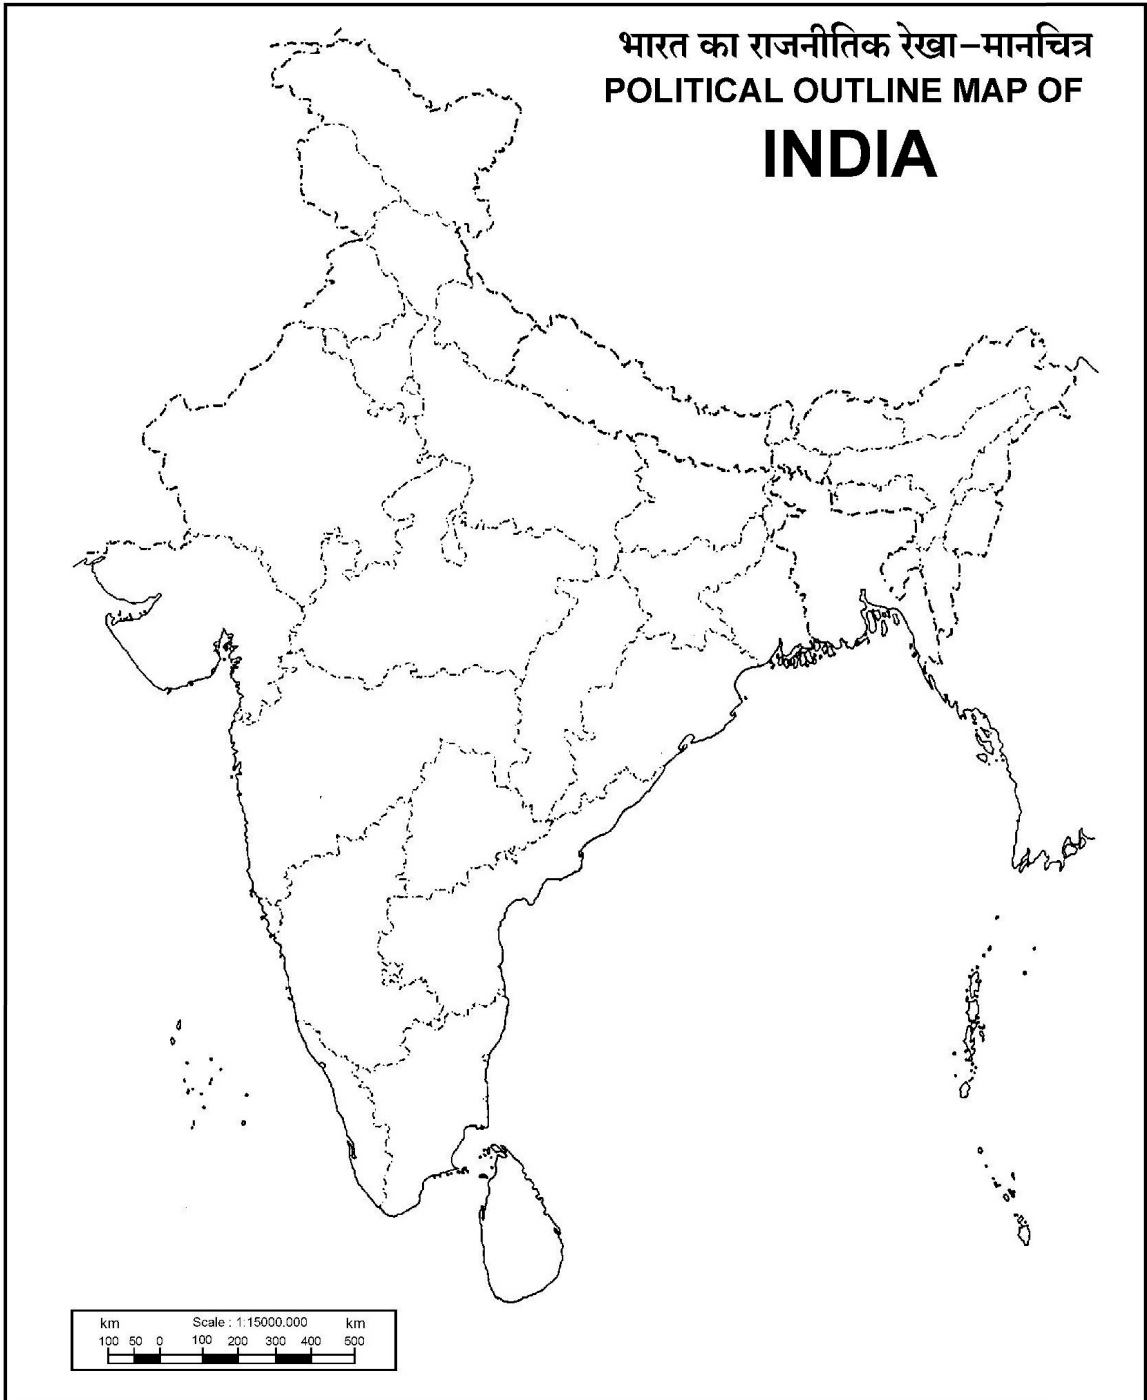 भारत का राजनीतिक रेखा–मानचित्र
POLITICAL OUTLINE MAP OF
INDIA
km Scale : 1:15000.000 km
100 50 0 100 200 300 400 500